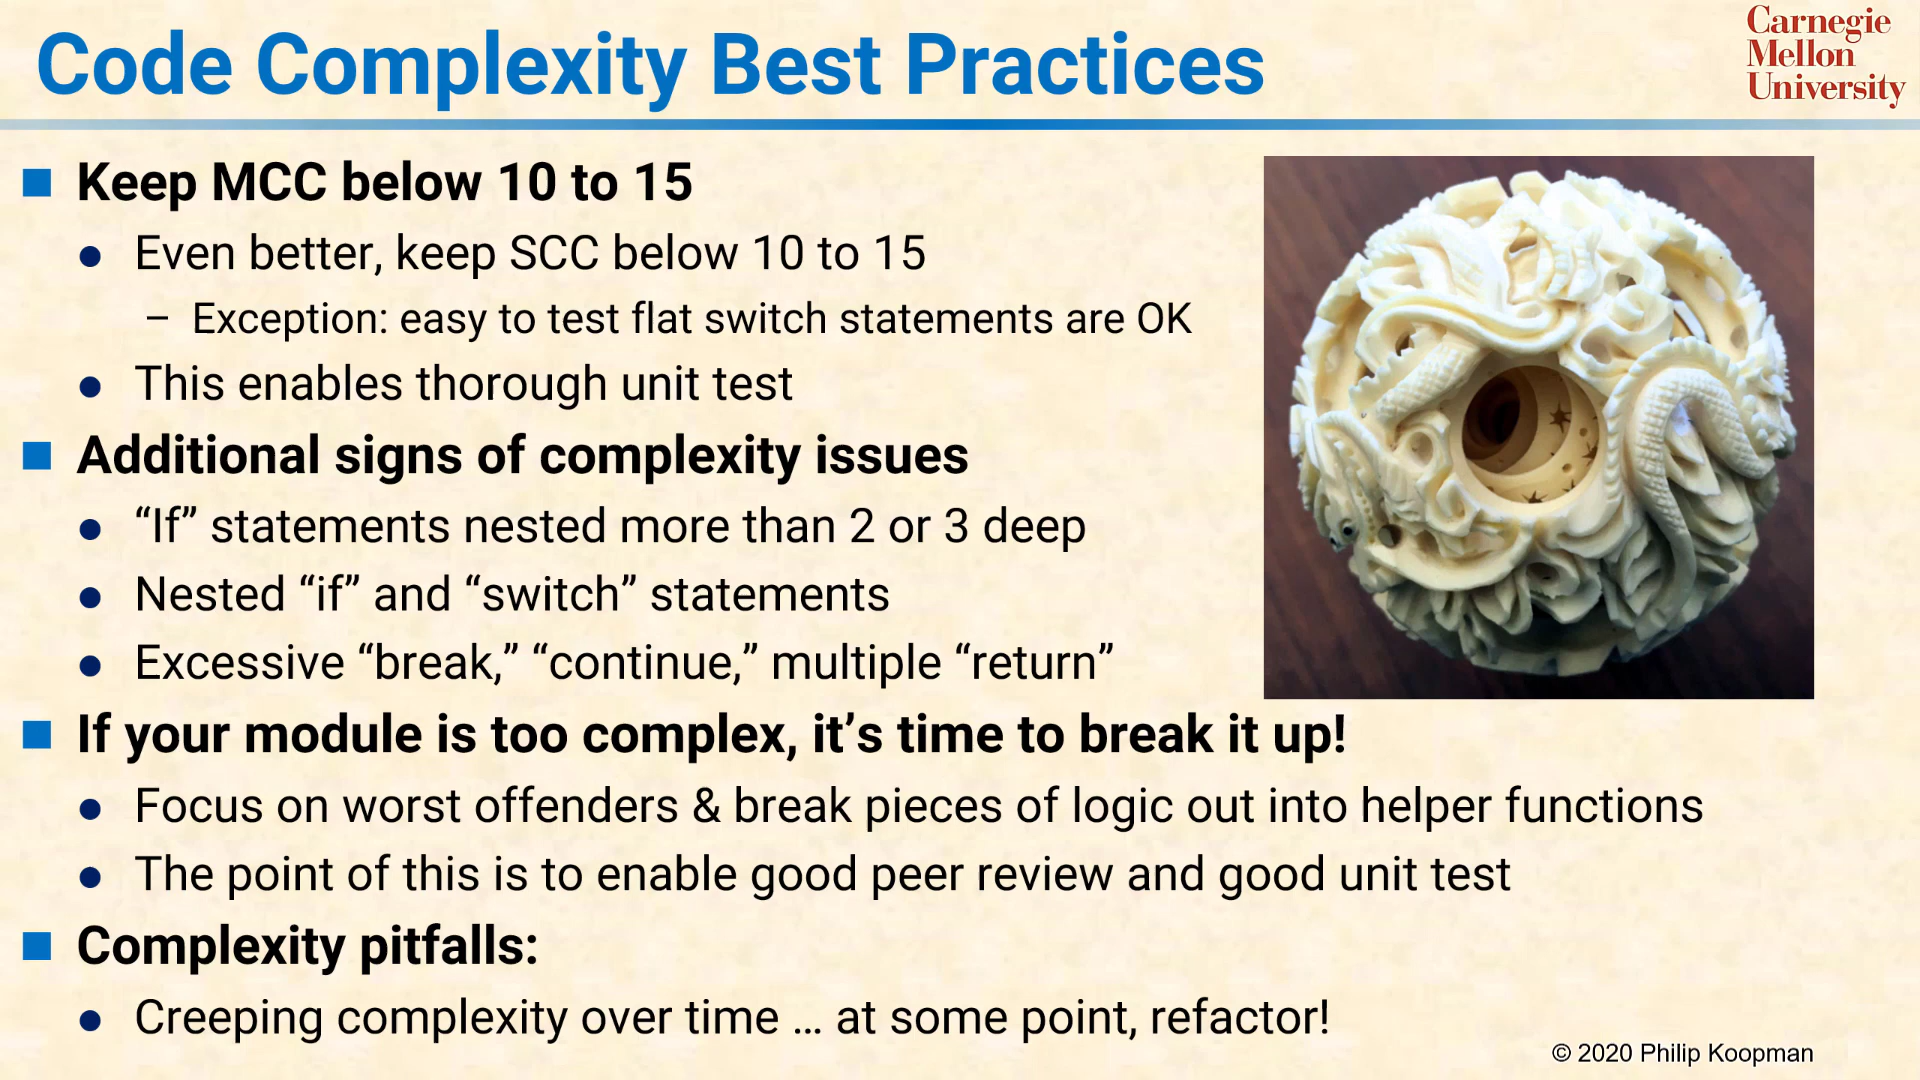 Code Complexity Best Practices
Carnegie
Mellon
University
Keep MCC below 10 to 15
Even better, keep SCC below 10 to 15
– Exception: easy to test flat switch statements are OK
This enables thorough unit test
Additional signs of complexity issues
“If” statements nested more than 2 or 3 deep
Nested “if” and “switch” statements
Excessive “break,” “continue,” multiple “return”
If your module is too complex, it’s time to break it up!
Focus on worst offenders & break pieces of logic out into helper functions
The point of this is to enable good peer review and good unit test
Complexity pitfalls:
Creeping complexity over time … at some point, refactor!
© 2020 Philip Koopman